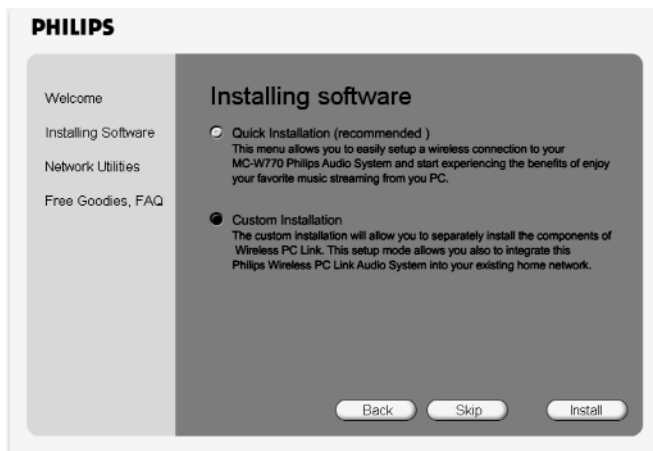 PHILIPS
Welcome
Installing Software
Network Utilities
Free Goodies, FAQ
Installing software
Quick Installation (recommended )
This menu allows you to easily setup a wireless connection to your
MC-W770 Philips Audio System and start experiencing the benefits of enjoy
your favorite music streaming from you PC.
Custom Installation
The custom installation will allow you to separately install the components of
Wireless PC Link. This setup mode allows you also to integrate this
Philips Wireless PC Link Audio System into your existing home network.
Back
Skip
Install